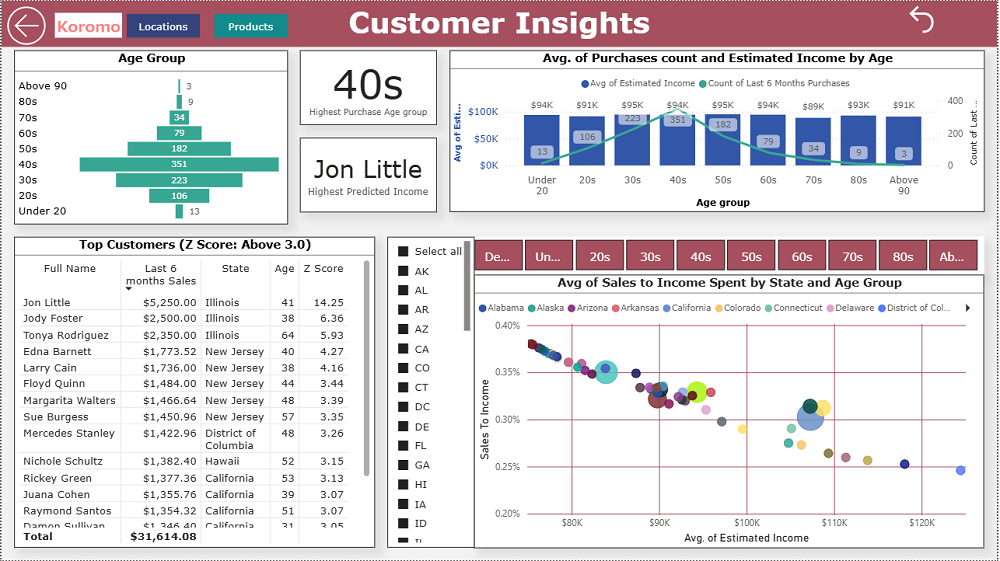 Koromo
Locations
Products
Customer Insights
Age Group
Above 90 3
80s 9
70s 34
60s 79
50s 182
40s 351
30s 223
20s 106
Under 20 13
40s
Highest Purchase Age group
Jon Little
Highest Predicted Income
Avg. of Purchases count and Estimated Income by Age
Avg of Estimated Income Count of Last 6 Months Purchases
Avg of Esti...
$100K
$50K
$0K
$94K $91K $95K $94K $95K $94K $89K $93K $91K
13 106 223 351 182 79 34 9 3
400
200
0
Count of Last ...
Under 20 20s 30s 40s 50s 60s 70s 80s Above 90
Age group
Top Customers (Z Score: Above 3.0)
Full Name Last 6 months Sales State Age Z Score
Jon Little $5,250.00 Illinois 41 14.25
Jody Foster $2,500.00 Illinois 38 6.36
Tonya Rodriguez $2,350.00 Illinois 64 5.93
Edna Barnett $1,773.52 New Jersey 40 4.27
Larry Cain $1,736.00 New Jersey 38 4.16
Floyd Quinn $1,484.00 New Jersey 44 3.44
Margarita Walters $1,466.64 New Jersey 48 3.39
Sue Burgess $1,450.96 New Jersey 57 3.35
Mercedes Stanley $1,422.96 District of Columbia 48 3.26
Nichole Schultz $1,382.40 Hawaii 52 3.15
Rickey Green $1,377.36 California 53 3.13
Juana Cohen $1,355.76 California 39 3.07
Raymond Santos $1,354.32 California 51 3.07
Damon Sullivan $1,346.40 California 31 3.05
Total $31,614.08
Select all
AK
AL
AR
AZ
CA
CO
CT
DC
DE
FL
GA
HI
IA
ID
IL
De... Un... 20s 30s 40s 50s 60s 70s 80s Ab...
Avg of Sales to Income Spent by State and Age Group
Alabama Alaska Arizona Arkansas California Colorado Connecticut Delaware District of Col...
Sales To Income
0.40%
0.35%
0.30%
0.25%
0.20%
$80K $90K $100K $110K $120K
Avg. of Estimated Income